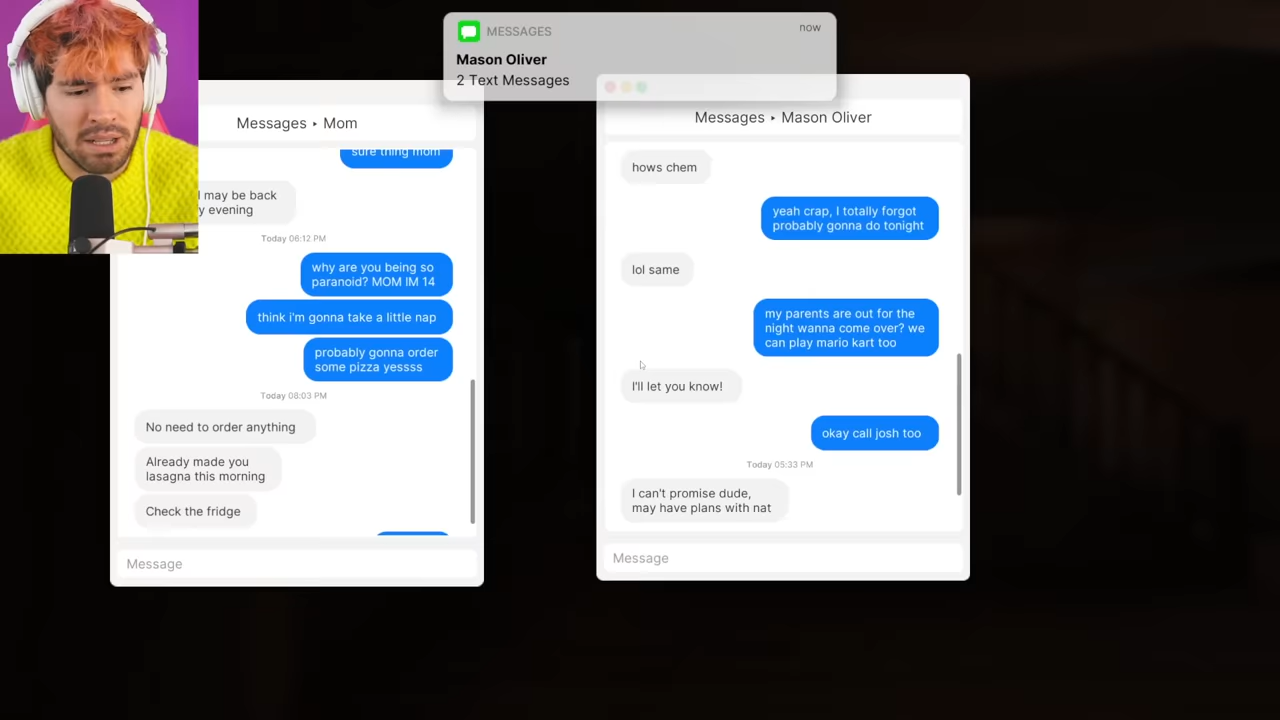 MESSAGES
now
Mason Oliver
2 Text Messages
Messages ▸ Mom
sure thing mom
I may be back
y evening
Today 06:12 PM
why are you being so
paranoid? MOM IM 14
think i'm gonna take a little nap
probably gonna order
some pizza yessss
Today 08:03 PM
No need to order anything
Already made you
lasagna this morning
Check the fridge
Message
Messages ▸ Mason Oliver
hows chem
yeah crap, I totally forgot
probably gonna do tonight
lol same
my parents are out for the
night wanna come over? we
can play mario kart too
I'll let you know!
okay call josh too
Today 05:33 PM
I can't promise dude,
may have plans with nat
Message